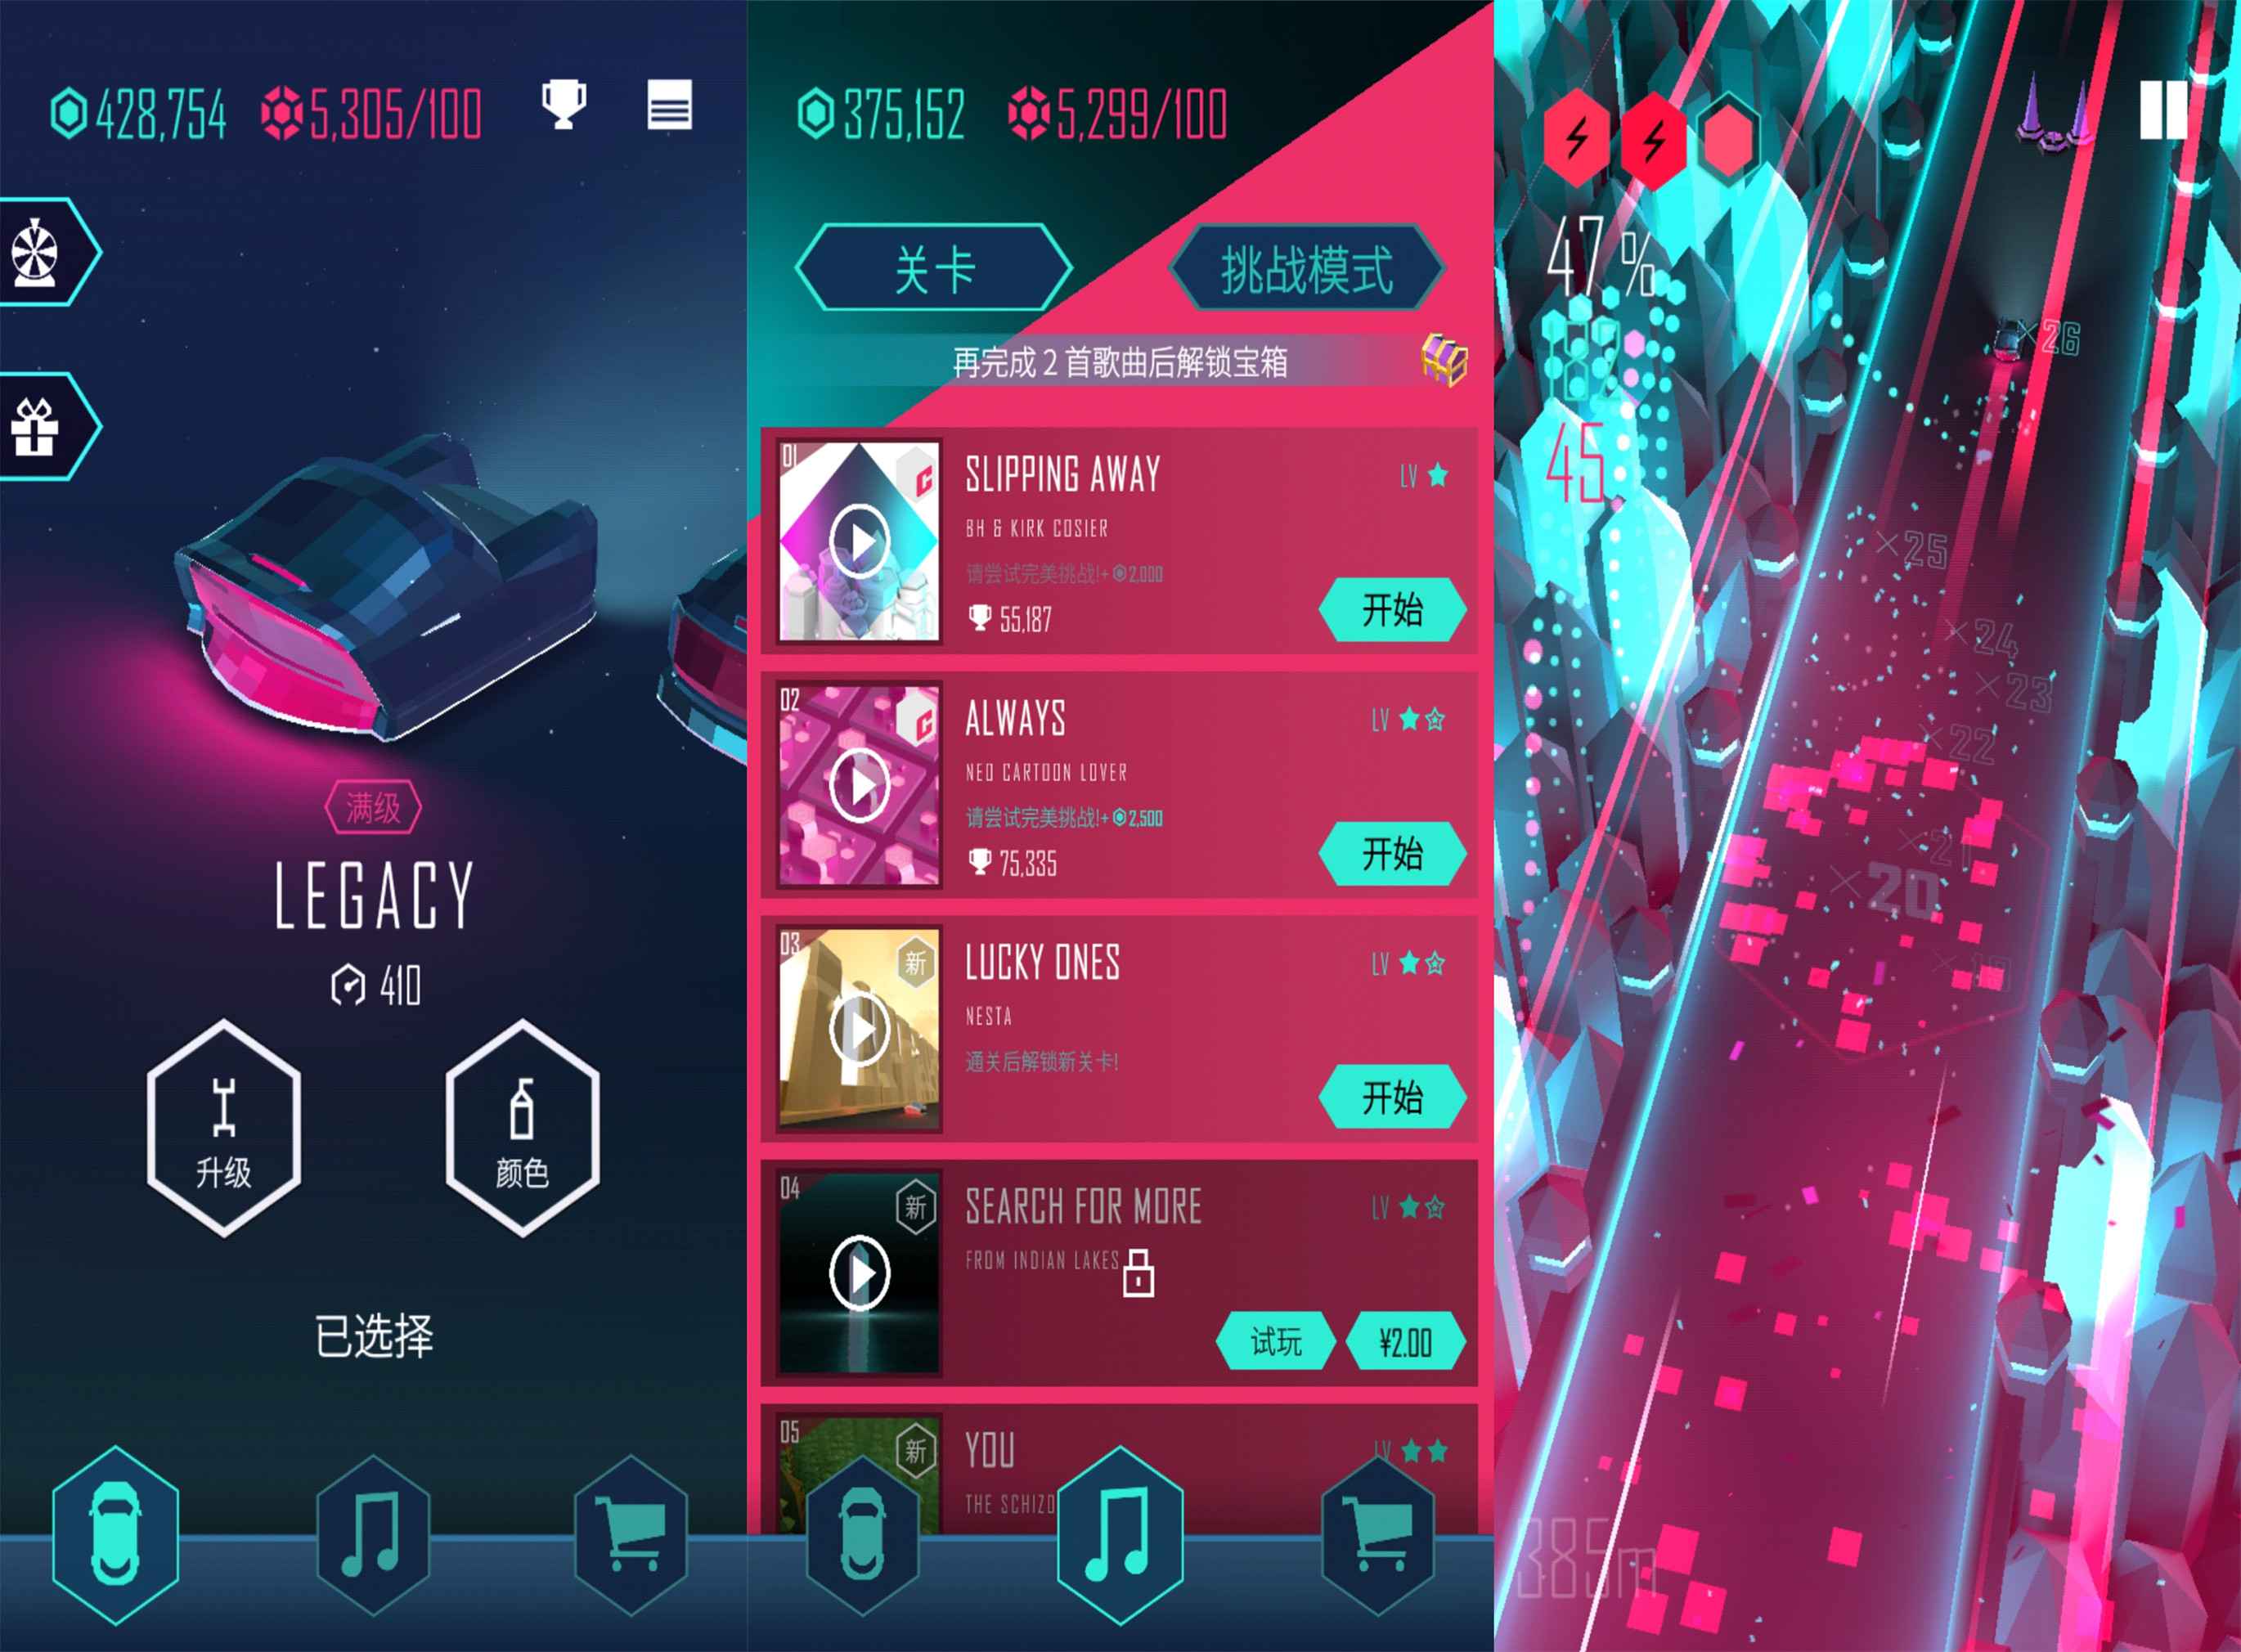 428,754
5,305/100
满级
LEGACY
410
升级
颜色
已选择
375,152
5,299/100
关卡
挑战模式
再完成 2 首歌曲后解锁宝箱
01
SLIPPING AWAY
LV
BH & KIRK COSIER
请尝试完美挑战!+ 2,000
55,187
开始
02
ALWAYS
LV
NEO CARTOON LOVER
请尝试完美挑战!+ 2,500
75,335
开始
03
新
LUCKY ONES
LV
NESTA
通关后解锁新关卡!
开始
04
新
SEARCH FOR MORE
LV
FROM INDIAN LAKES
试玩
¥2.00
05
新
YOU
LV
THE SCHIZO
47%
45
×26
×25
×24
×23
×22
×21
×20
385m